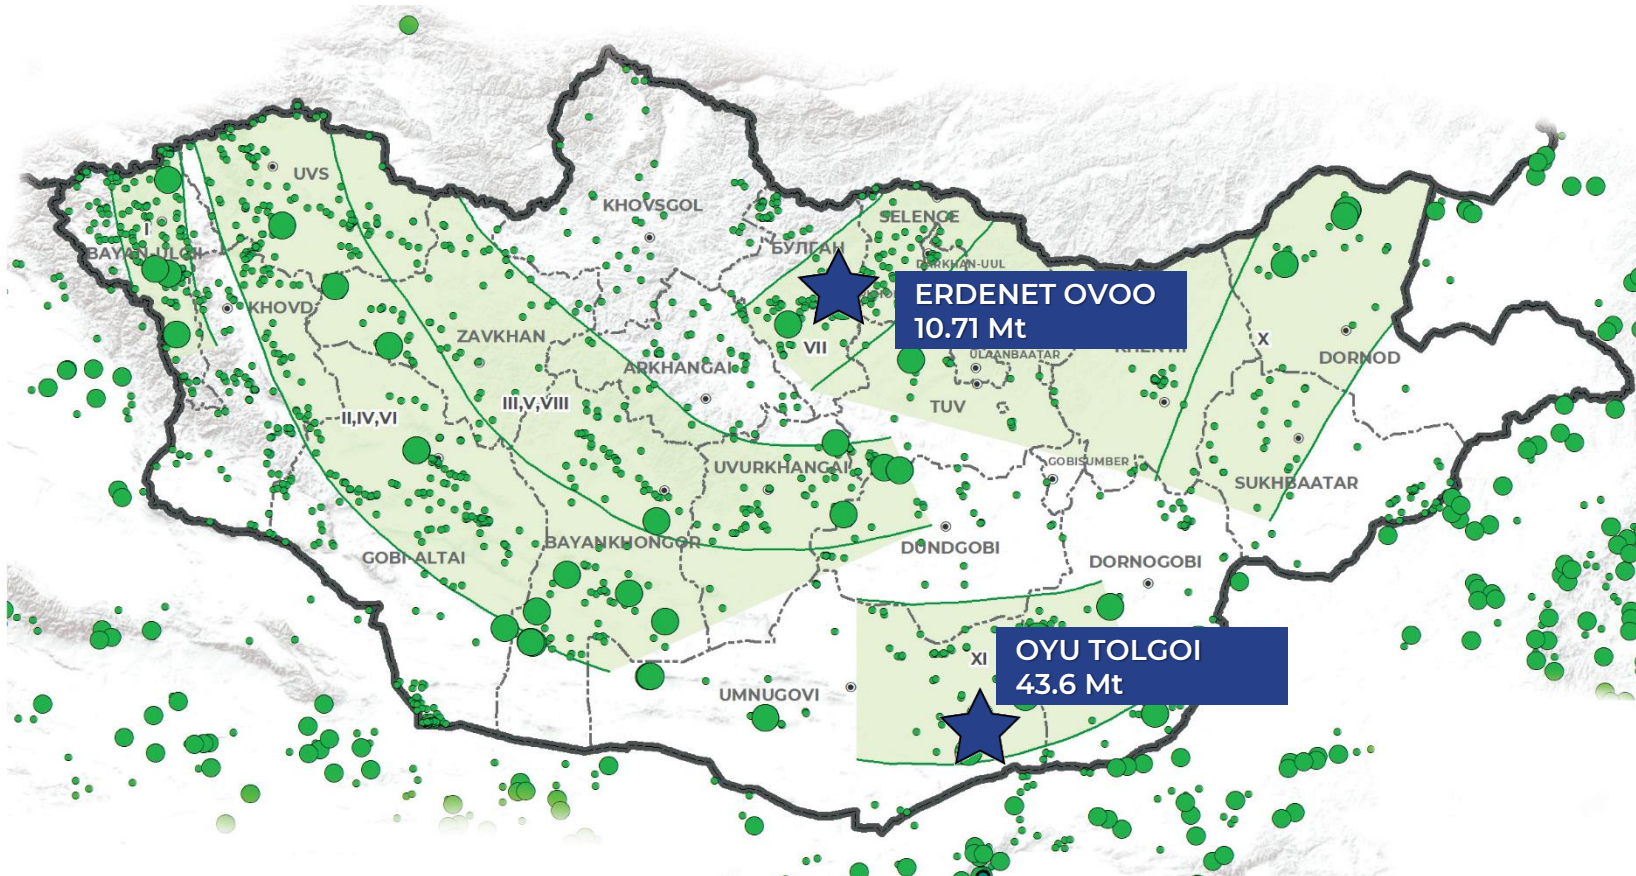 UVS
KHOVSGOL
SELENGE
I
БУЛГАН
BAYAN-ULGII
DARKHAN-UUL
ERDENET OVOO
10.71 Mt
KHOVD
ZAVKHAN
VII
X
ULAANBAATAR
DORNOD
ARKHANGAI
III,V,VIII
TUV
II,IV,VI
GOBISUMBER
UVURKHANGAI
SUKHBAATAR
BAYANKHONGOR
DUNDGOBI
GOBI-ALTAI
DORNOGOBI
OYU TOLGOI
43.6 Mt
XI
UMNUGOVI